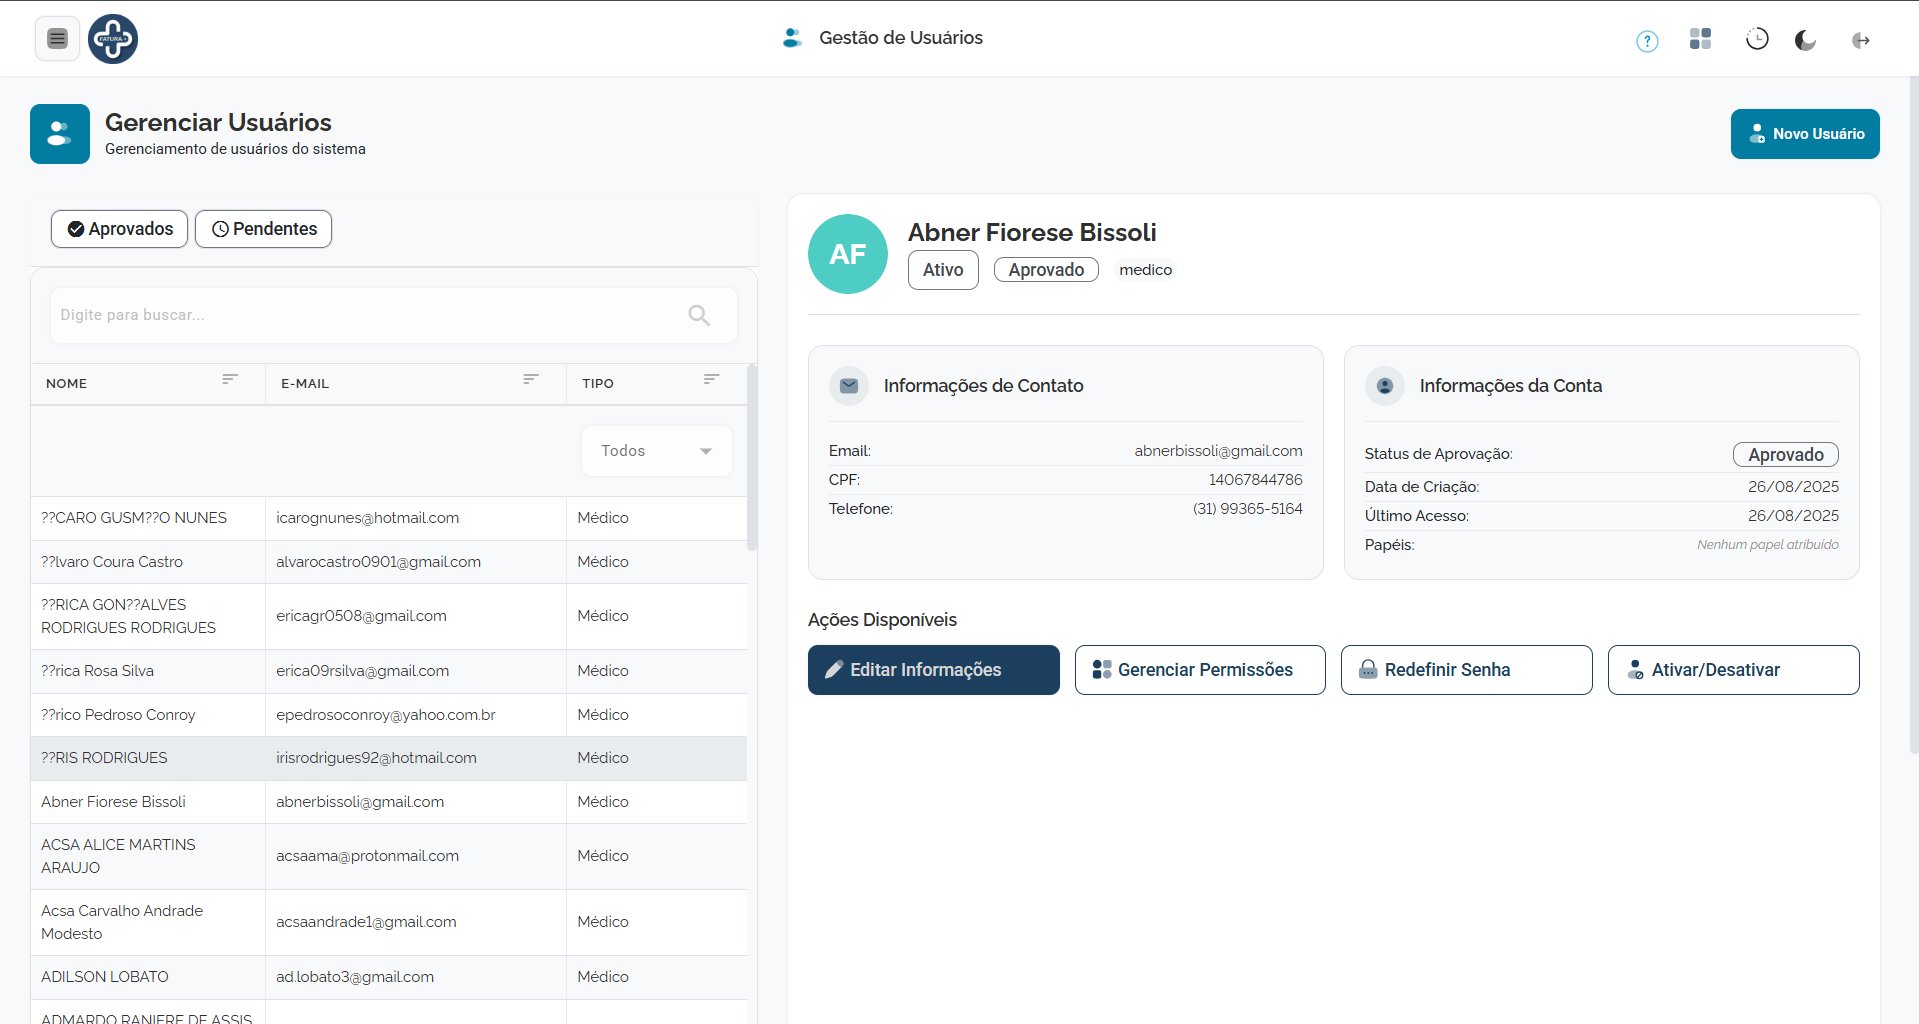 FATURA+
Gestão de Usuários
?
Gerenciar Usuários
Gerenciamento de usuários do sistema
Novo Usuário
Aprovados
Pendentes
Digite para buscar...
NOME
E-MAIL
TIPO
Todos
??CARO GUSM??O NUNES
icarognunes@hotmail.com
Médico
??lvaro Coura Castro
alvarocastro0901@gmail.com
Médico
??RICA GON??ALVES
RODRIGUES RODRIGUES
ericagr0508@gmail.com
Médico
??rica Rosa Silva
erica09rsilva@gmail.com
Médico
??rico Pedroso Conroy
epedrosoconroy@yahoo.com.br
Médico
??RIS RODRIGUES
irisrodrigues92@hotmail.com
Médico
Abner Fiorese Bissoli
abnerbissoli@gmail.com
Médico
ACSA ALICE MARTINS
ARAUJO
acsaama@protonmail.com
Médico
Acsa Carvalho Andrade
Modesto
acsaandrade1@gmail.com
Médico
ADILSON LOBATO
ad.lobato3@gmail.com
Médico
ADMARDO RANIERE DE ASSIS
AF
Abner Fiorese Bissoli
Ativo
Aprovado
medico
Informações de Contato
Email:
abnerbissoli@gmail.com
CPF:
14067844786
Telefone:
(31) 99365-5164
Informações da Conta
Status de Aprovação:
Aprovado
Data de Criação:
26/08/2025
Último Acesso:
26/08/2025
Papéis:
Nenhum papel atribuído
Ações Disponíveis
Editar Informações
Gerenciar Permissões
Redefinir Senha
Ativar/Desativar